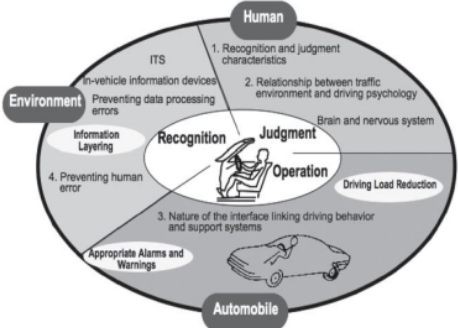 Human
1. Recognition and judgment
characteristics
2. Relationship between traffic
environment and driving psychology
Brain and nervous system
ITS
In-vehicle information devices
Preventing data processing
errors
Environment
Information
Layering
4. Preventing human
error
Recognition
Judgment
Operation
Driving Load Reduction
3. Nature of the interface linking driving behavior
and support systems
Appropriate Alarms and
Warnings
Automobile